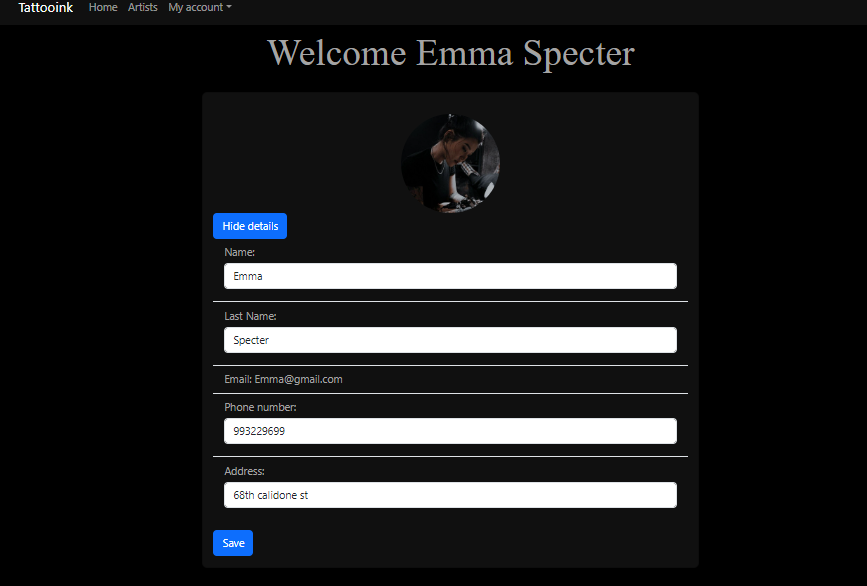 Tattooink Home Artists My account
Welcome Emma Specter
Hide details
Name:
Emma
Last Name:
Specter
Email: Emma@gmail.com
Phone number:
993229699
Address:
68th calidone st
Save